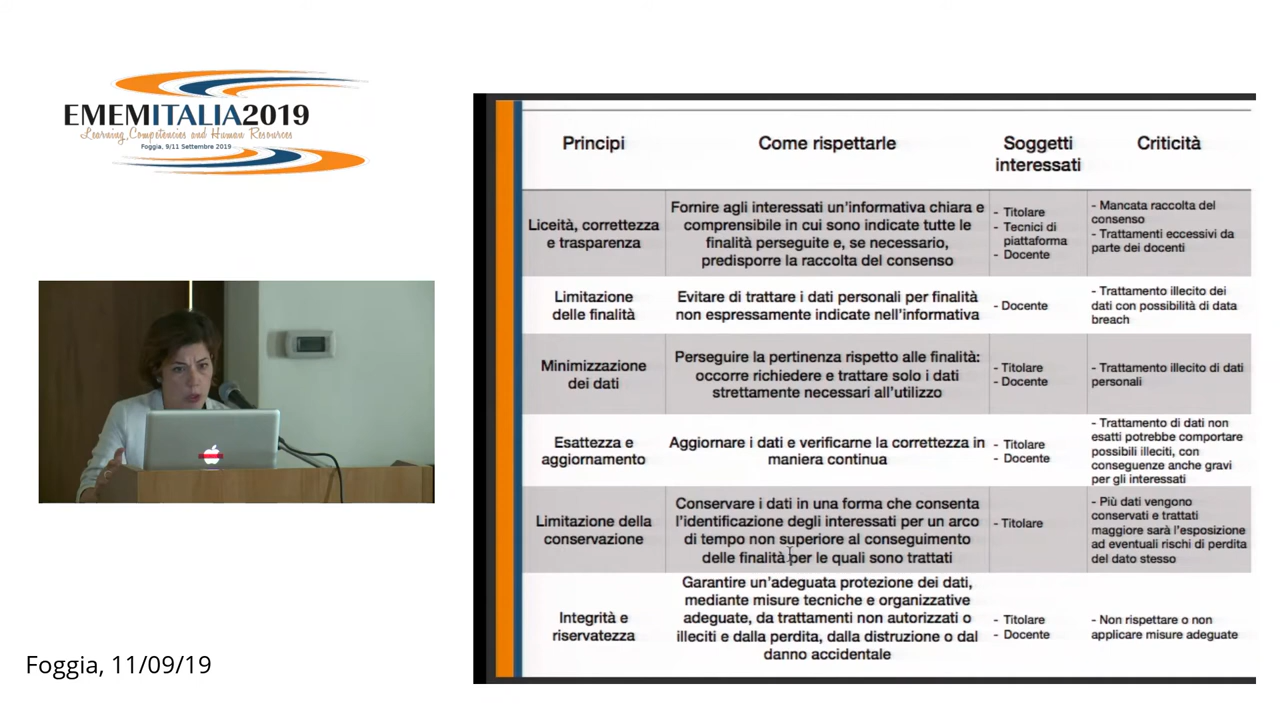 EMEMITALIA2019
Learning, Competencies and Human Resources
Foggia, 9/11 Settembre 2019
Principi
Come rispettarle
Soggetti
interessati
Criticità
Liceità, correttezza
e trasparenza
Fornire agli interessati un'informativa chiara e
comprensibile in cui sono indicate tutte le
finalità perseguite e, se necessario,
predisporre la raccolta del consenso
- Titolare
- Tecnici di
piattaforma
- Docente
- Mancata raccolta del
consenso
- Trattamenti eccessivi da
parte dei docenti
Limitazione
delle finalità
Evitare di trattare i dati personali per finalità
non espressamente indicate nell'informativa
- Docente
- Trattamento illecito dei
dati con possibilità di data
breach
Minimizzazione
dei dati
Perseguire la pertinenza rispetto alle finalità:
occorre richiedere e trattare solo i dati
strettamente necessari all'utilizzo
- Titolare
- Docente
- Trattamento illecito di dati
personali
Esattezza e
aggiornamento
Aggiornare i dati e verificarne la correttezza in
maniera continua
- Titolare
- Docente
- Trattamento di dati non
esatti potrebbe comportare
possibili illeciti, con
conseguenze anche gravi
per gli interessati
Limitazione della
conservazione
Conservare i dati in una forma che consenta
l'identificazione degli interessati per un arco
di tempo non superiore al conseguimento
delle finalità per le quali sono trattati
- Titolare
- Più dati vengono
conservati e trattati
maggiore sarà l'esposizione
ad eventuali rischi di perdita
del dato stesso
Integrità e
riservatezza
Garantire un'adeguata protezione dei dati,
mediante misure tecniche e organizzative
adeguate, da trattamenti non autorizzati o
illeciti e dalla perdita, dalla distruzione o dal
danno accidentale
- Titolare
- Docente
- Non rispettare o non
applicare misure adeguate
Foggia, 11/09/19